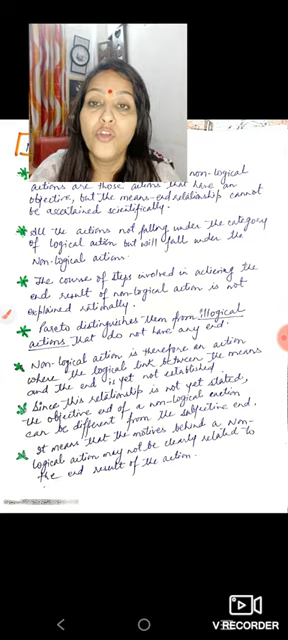 non-logical
actions are those actions that have an
objective, but the means-end relationship cannot
be ascertained scientifically.
All the actions not falling under the category
of logical action but will fall under the
non-logical actions.
The course of steps involved in achieving the
end result of non-logical action is not
explained rationally.
Pareto distinguishes them from illogical
actions that do not have any end.
Non-logical action is therefore an action
where the logical link between the means
and the end is yet not established.
Since this relationship is not yet stated,
the objective end of a non-logical action
can be different from the subjective end.
It means that the motives behind a non-
logical action may not be clearly related to
the end result of the action.
V RECORDER